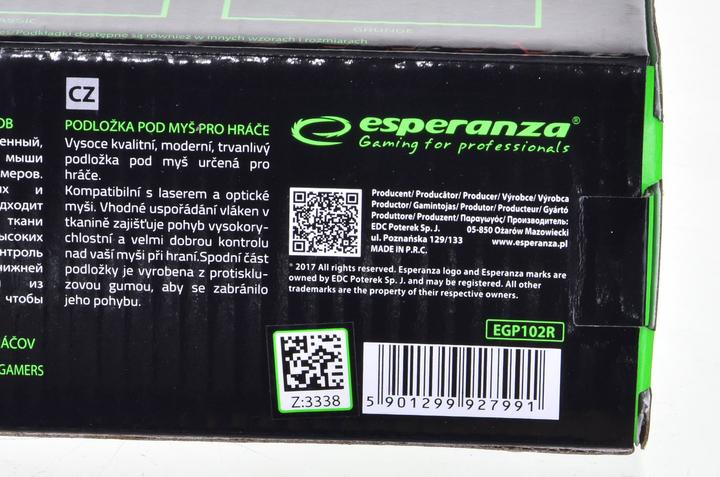 CLASSIC
GRUNGE
/Podkładki dostępne są również w innych wzorach i rozmiarach
CZ
PODLOŽKA POD MYŠ PRO HRÁČE
Vysoce kvalitní, moderní, trvanlivý
podložka pod myš určená pro
hráče.
Kompatibilní s laserem a optické
myši. Vhodné uspořádání vláken v
tkanině zajišťuje pohyb vysokory-
chlostní a velmi dobrou kontrolu
nad vaší myši při hraní.Spodní část
podložky je vyrobena z protisklu-
zovou gumou, aby se zabránilo
jeho pohybu.
ОВ
енный,
мыши
меров.
ых и
дходит
ткани
ысоких
онтроль
нижней
из
чтобы
ÁČOV
GAMERS
esperanza®
Gaming for professionals
Producent/ Producător/ Producer/ Výrobce/ Výrobca
Productor/ Gamintojas/ Produtor/ Producteur/ Gyártó
Produttore/ Produzent/ Παραγωγός/ Производитель:
EDC Poterek Sp. J. 05-850 Ożarów Mazowiecki
ul. Poznańska 129/133 www.esperanza.pl
MADE IN P.R.C.
© 2017 All rights reserved. Esperanza logo and Esperanza marks are
owned by EDC Poterek Sp. J. and may be registered. All other
trademarks are the property of their respective owners.
EGP102R
Z:3338
5 901299 927991